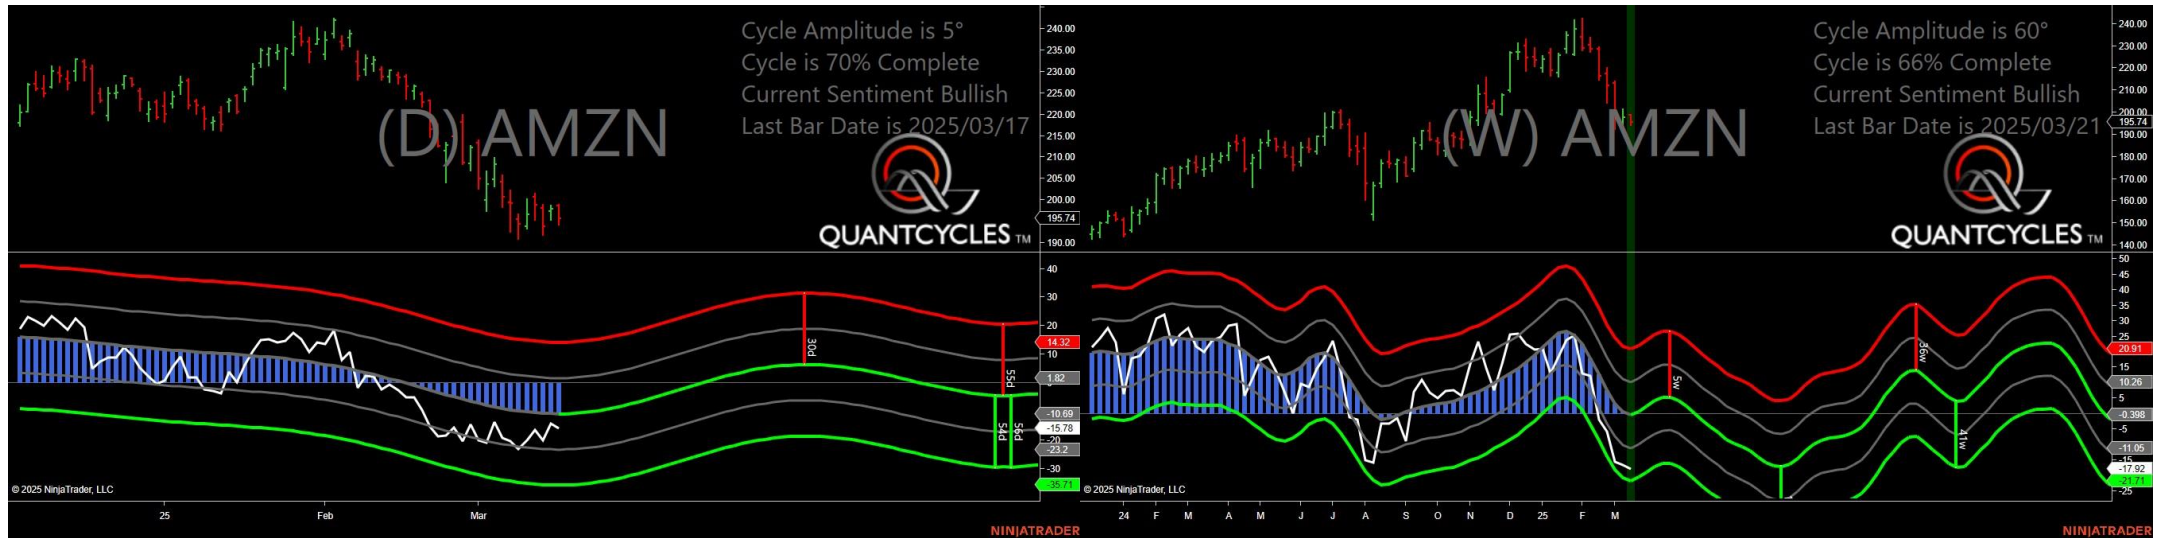 Cycle Amplitude is 5°
Cycle is 70% Complete
Current Sentiment Bullish
Last Bar Date is 2025/03/17
(D) AMZN
QUANTCYCLES TM
240.00
235.00
230.00
225.00
220.00
215.00
210.00
205.00
200.00
195.74
190.00
40
30
20
14.32
10
1.82
-10.69
-15.78
-20
-23.2
-30
-35.71
30d
55d
54d
56d
© 2025 NinjaTrader, LLC
25
Feb
Mar
NINJATRADER
Cycle Amplitude is 60°
Cycle is 66% Complete
Current Sentiment Bullish
Last Bar Date is 2025/03/21
(W) AMZN
QUANTCYCLES TM
240.00
230.00
220.00
210.00
200.00
195.74
190.00
180.00
170.00
160.00
150.00
140.00
50
45
40
35
30
25
20.91
15
10.26
5
-0.398
-5
-11.05
-15
-17.92
-21.71
-25
5w
36w
41w
© 2025 NinjaTrader, LLC
24
F
M
A
M
J
J
A
S
O
N
D
25
F
M
NINJATRADER